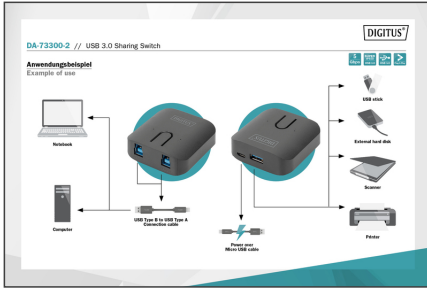 DIGITUS®
DA-73300-2 // USB 3.0 Sharing Switch
Anwendungsbeispiel
Example of use
USB stick
Notebook
External hard disk
Scanner
USB Type B to USB Type A
Connection cable
Computer
Power over
Micro USB cable
Printer